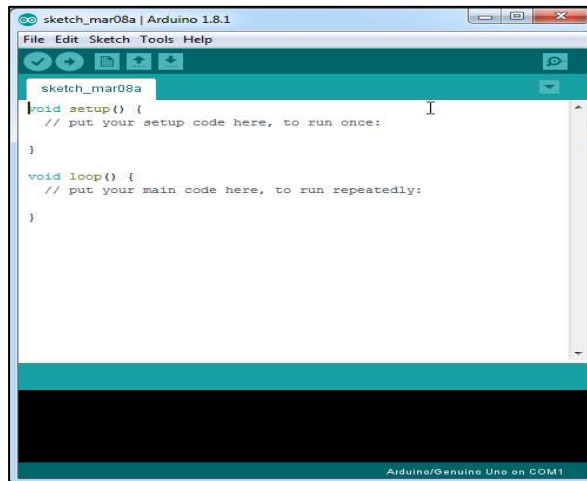 sketch_mar08a | Arduino 1.8.1
File Edit Sketch Tools Help
sketch_mar08a
void setup() {
  // put your setup code here, to run once:
}
void loop() {
  // put your main code here, to run repeatedly:
}
Arduino/Genuino Uno on COM1